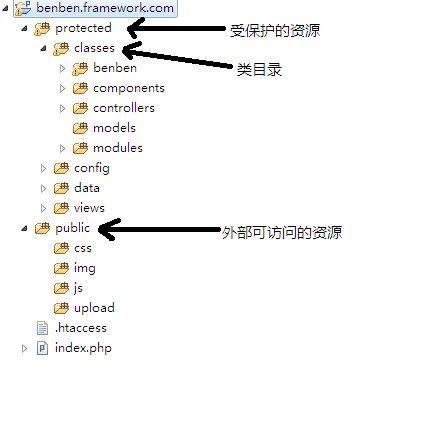 benben.framework.com
protected 受保护的资源
classes 类目录
benben
components
controllers
models
modules
config
data
views
public 外部可访问的资源
css
img
js
upload
.htaccess
index.php